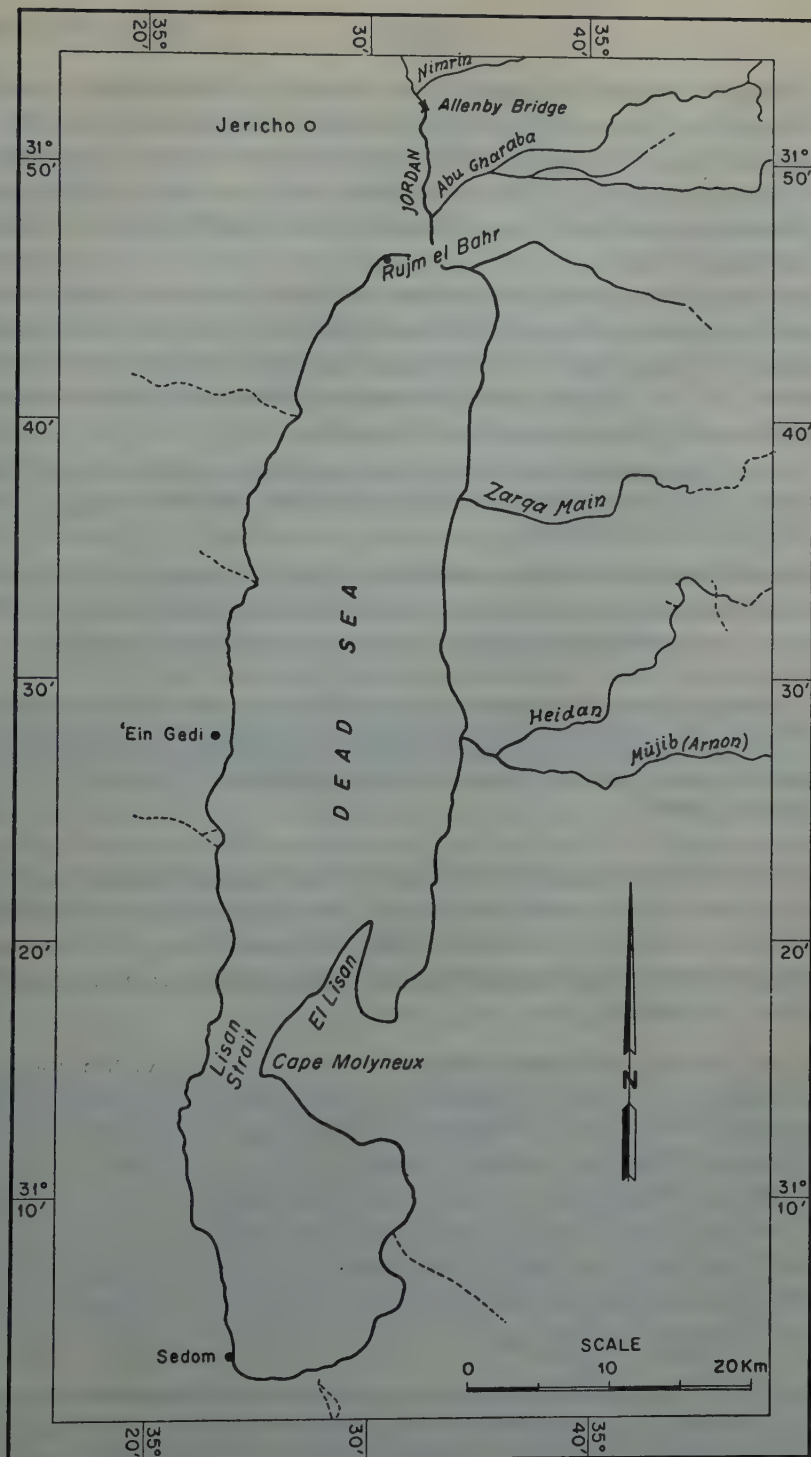 35°
20'
30'
35°
40'
Nimrin
Allenby Bridge
Jericho
31°
50'
JORDAN
Abu Gharaba
31°
50'
Rujm el Bahr
40'
40'
Zarqa Main
DEAD SEA
30'
30'
'Ein Gedi
Heidan
Mūjib (Arnon)
20'
20'
El Lisan
Lisan
Strait
Cape Molyneux
N
31°
10'
31°
10'
Sedom
SCALE
0 10 20Km
35°
20'
30'
35°
40'